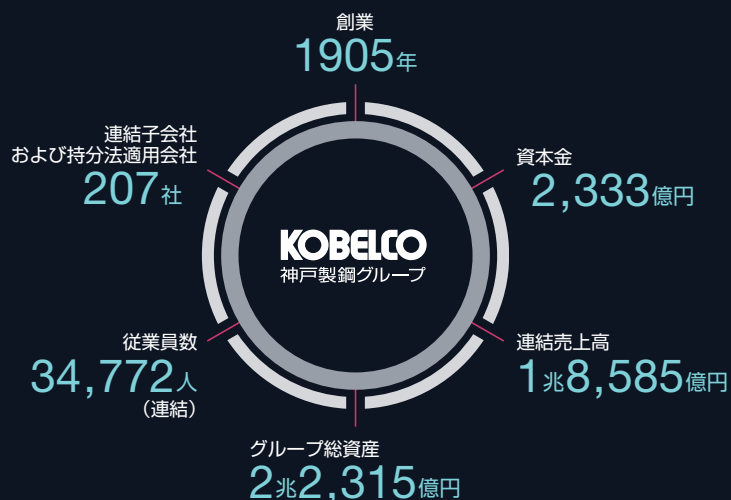 創業
1905年
連結子会社
および持分法適用会社
207社
資本金
2,333億円
KOBELCO
神戸製鋼グループ
従業員数
34,772人
（連結）
連結売上高
1兆8,585億円
グループ総資産
2兆2,315億円